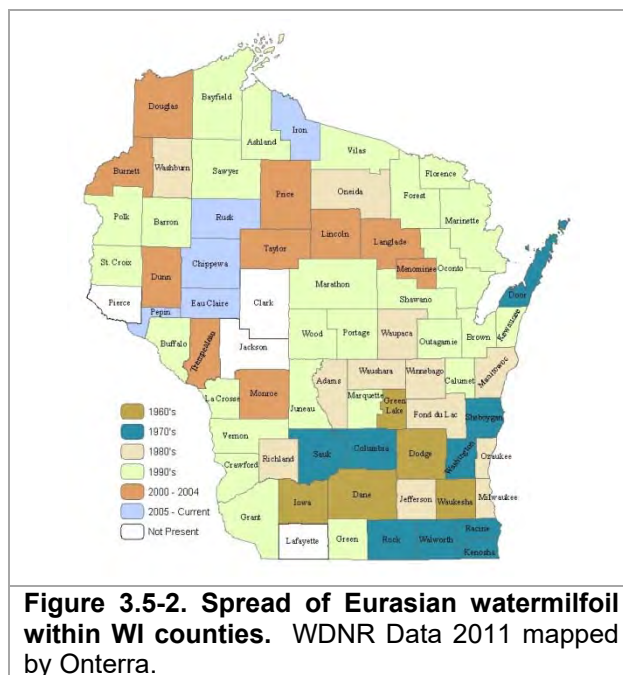 Douglas
Bayfield
Ashland
Iron
Vilas
Florence
Burnett
Washburn
Sawyer
Price
Oneida
Forest
Marinette
Polk
Barron
Rusk
Lincoln
Langlade
Taylor
St. Croix
Dunn
Chippewa
Menominee
Oconto
Door
Marathon
Pierce
Pepin
Eau Claire
Clark
Shawano
Kewaunee
Buffalo
Trempealeau
Jackson
Wood
Portage
Waupaca
Outagamie
Brown
Manitowoc
Waushara
Winnebago
Calumet
Adams
La Crosse
Monroe
Juneau
Marquette
Green
Lake
Fond du Lac
Sheboygan
Vernon
Richland
Sauk
Columbia
Dodge
Washington
Ozaukee
Crawford
Iowa
Dane
Jefferson
Waukesha
Milwaukee
Grant
Lafayette
Green
Rock
Walworth
Racine
Kenosha
1960's
1970's
1980's
1990's
2000 - 2004
2005 - Current
Not Present
Figure 3.5-2. Spread of Eurasian watermilfoil
within WI counties. WDNR Data 2011 mapped
by Onterra.